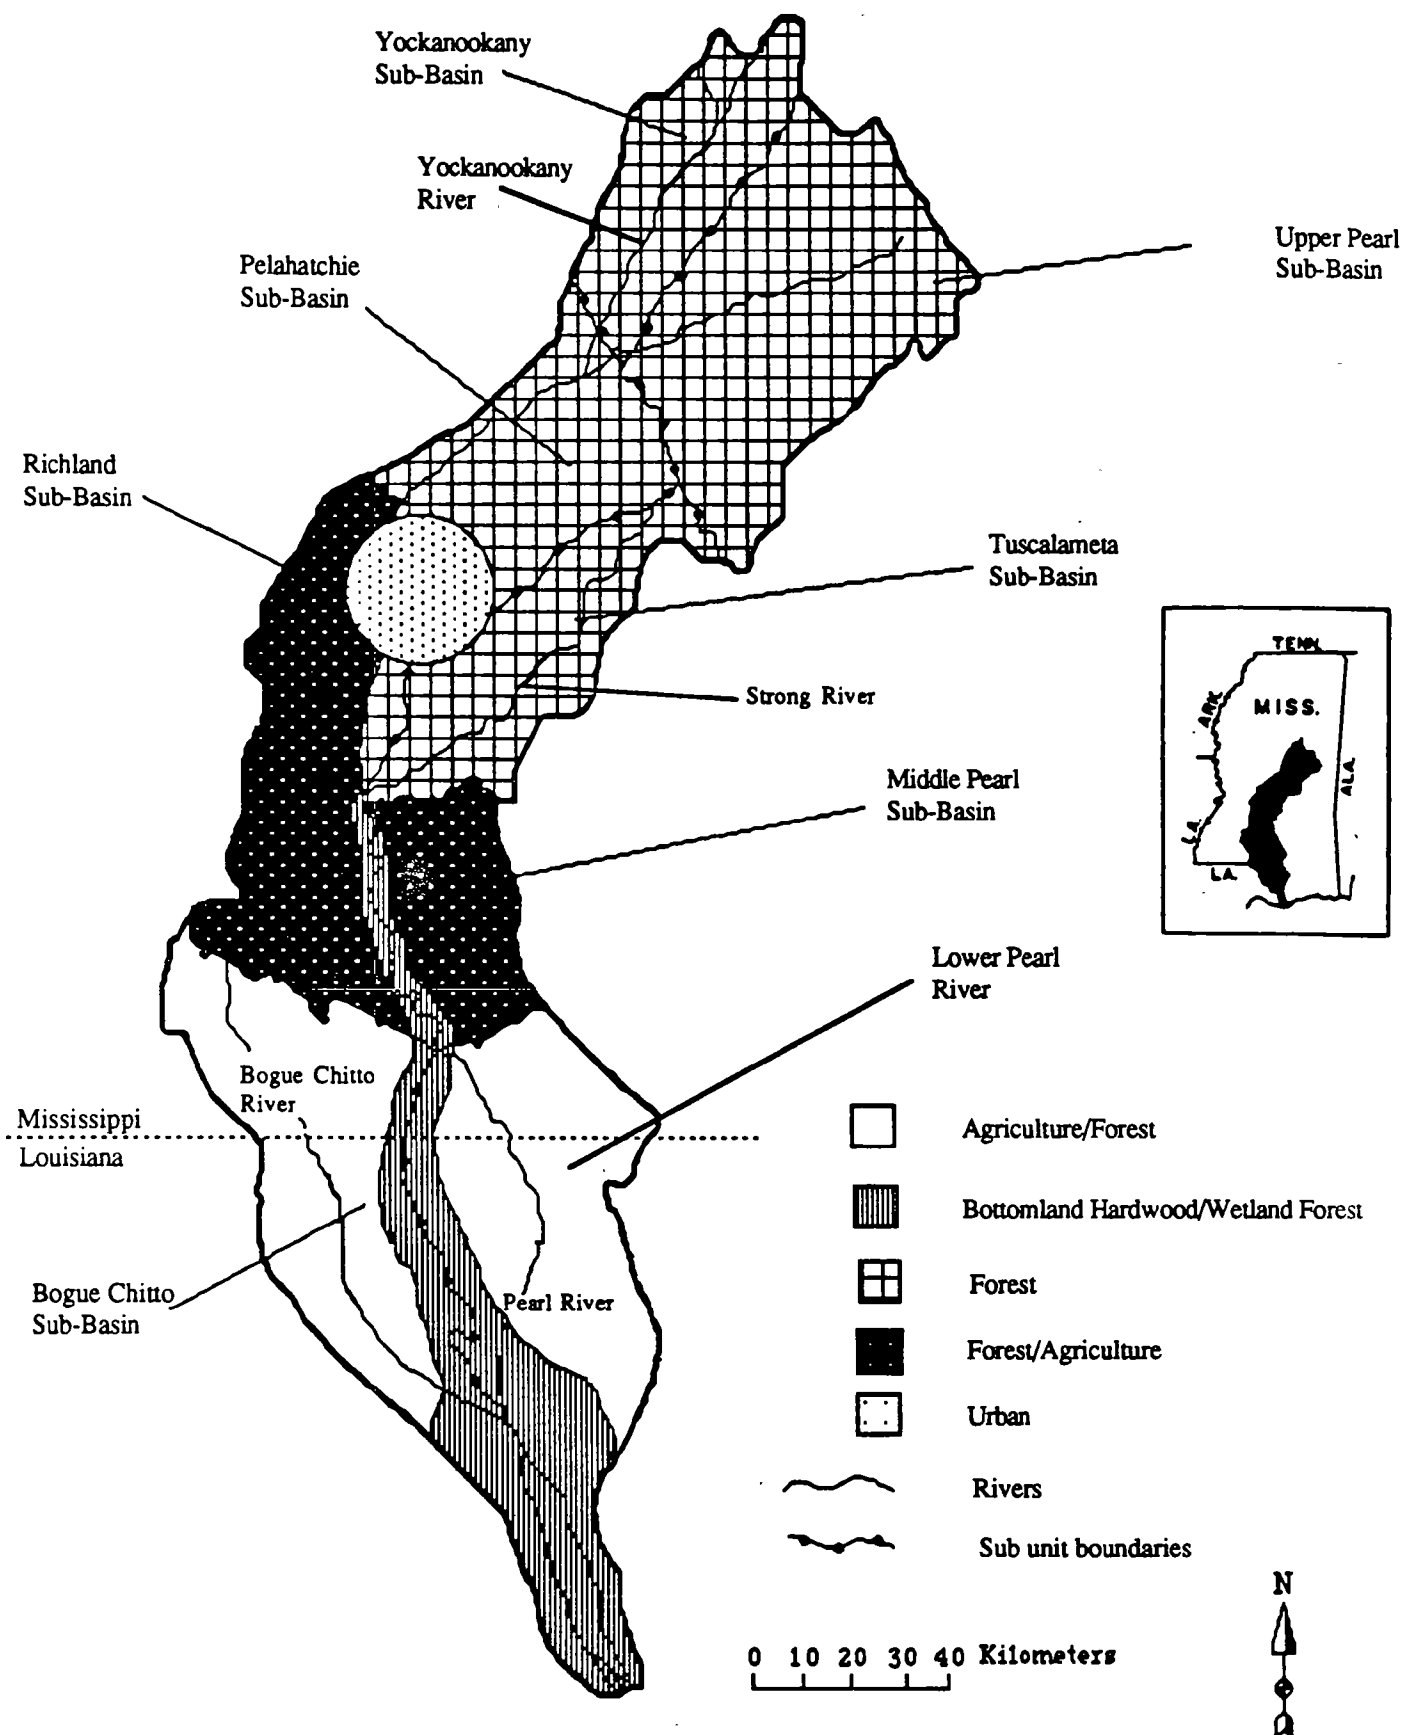 Yockanookany
Sub-Basin
Yockanookany
River
Upper Pearl
Sub-Basin
Pelahatchie
Sub-Basin
Richland
Sub-Basin
Tuscalameta
Sub-Basin
TENN.
ARK.
MISS.
ALA.
LA.
LA.
Strong River
Middle Pearl
Sub-Basin
Lower Pearl
River
Bogue Chitto
River
Mississippi
Louisiana
Agriculture/Forest
Bottomland Hardwood/Wetland Forest
Forest
Bogue Chitto
Sub-Basin
Pearl River
Forest/Agriculture
Urban
Rivers
Sub unit boundaries
N
0 10 20 30 40 Kilometers